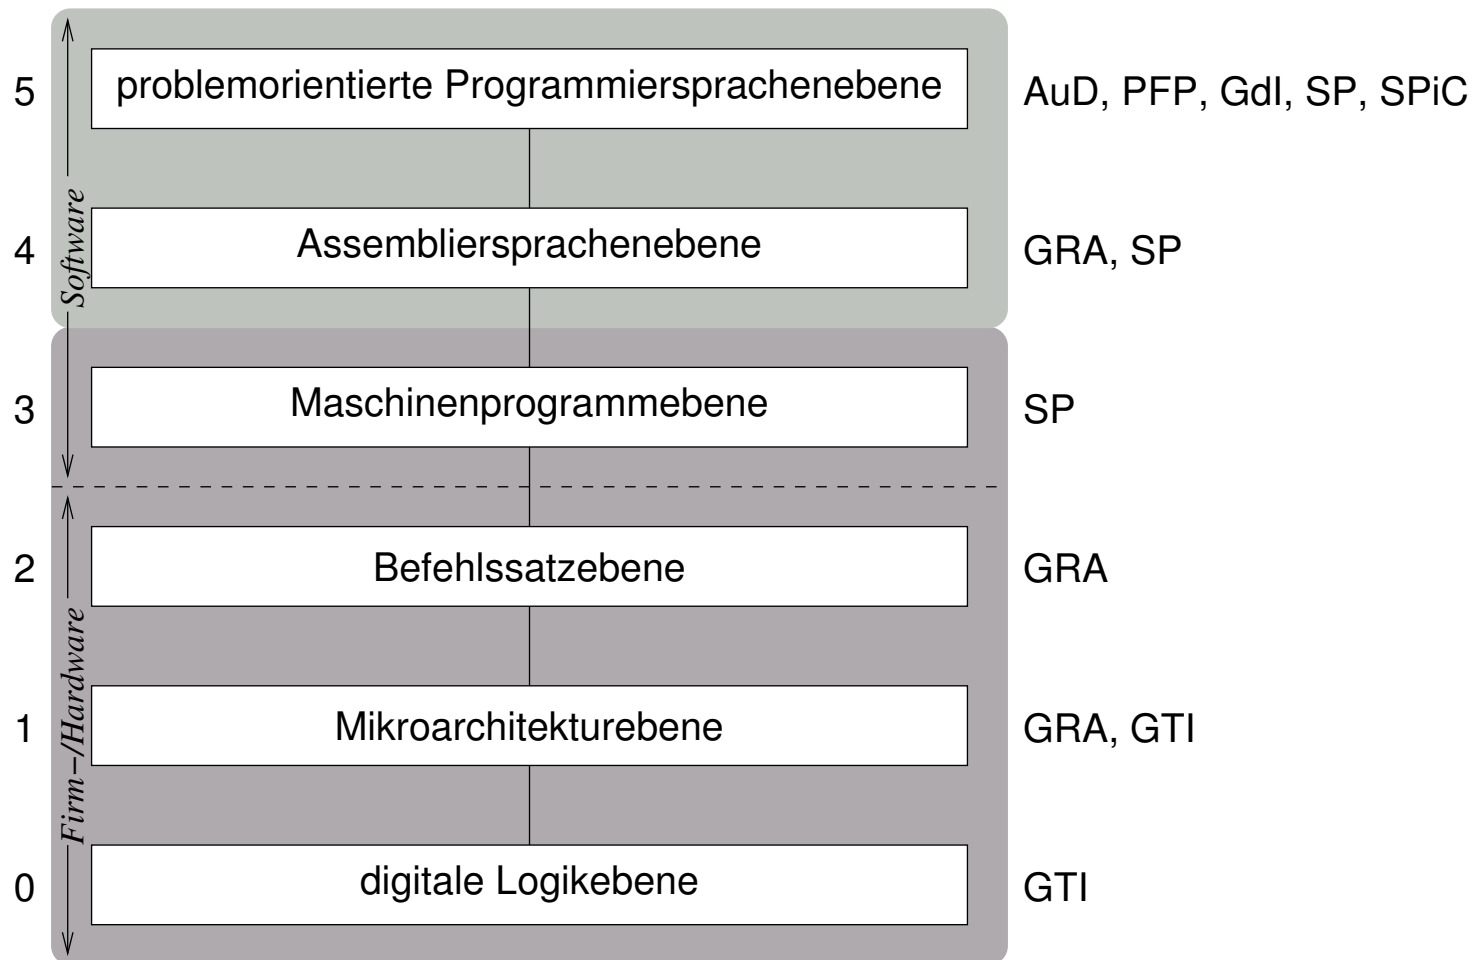 5 problemorientierte Programmiersprachenebene AuD, PFP, GdI, SP, SPiC
4 Assembliersprachenebene GRA, SP
Software
3 Maschinenprogrammebene SP
2 Befehlssatzebene GRA
Firm-/Hardware
1 Mikroarchitekturebene GRA, GTI
0 digitale Logikebene GTI